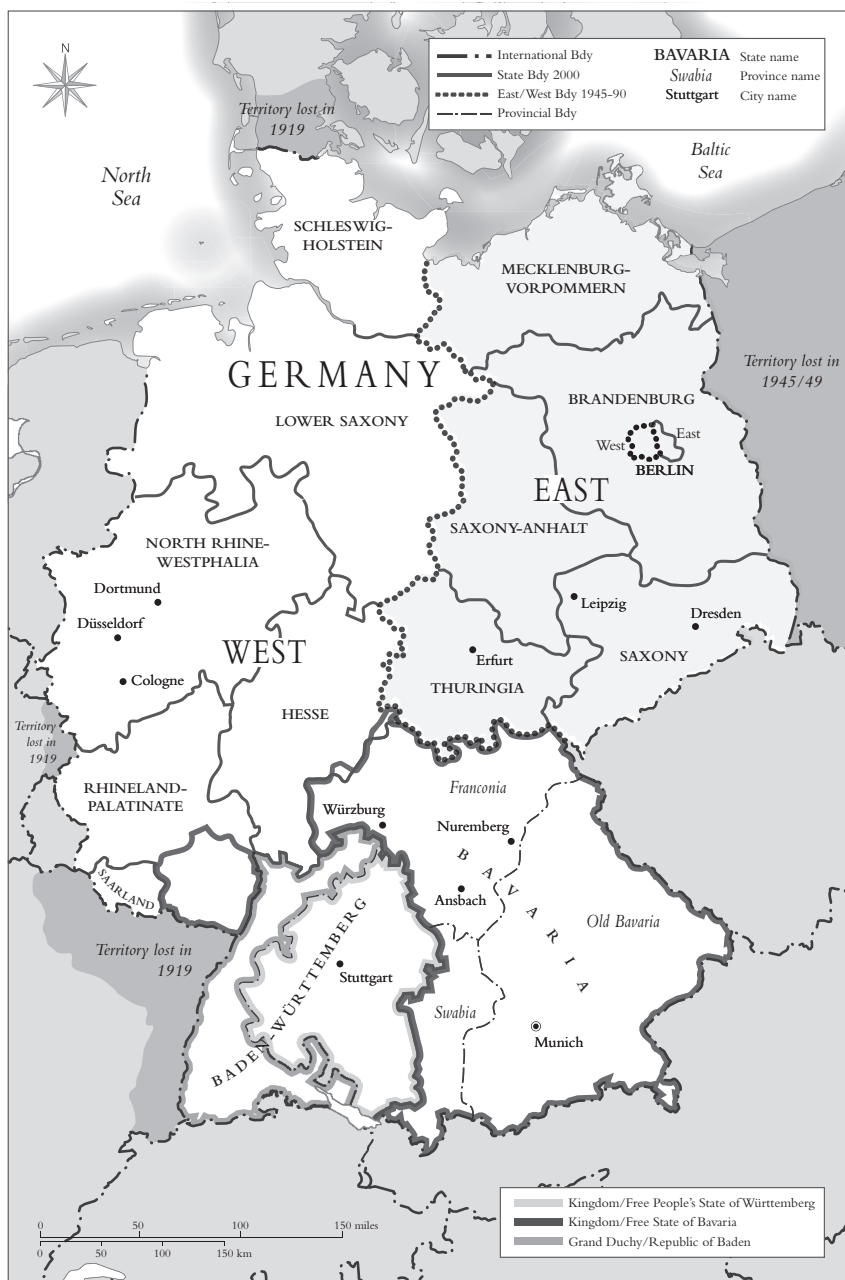 N
International Bdy
State Bdy 2000
East/West Bdy 1945-90
Provincial Bdy
BAVARIA State name
Swabia Province name
Stuttgart City name
Territory lost in
1919
North
Sea
Baltic
Sea
SCHLESWIG-
HOLSTEIN
MECKLENBURG-
VORPOMMERN
GERMANY
Territory lost in
1945/49
LOWER SAXONY
BRANDENBURG
West
East
BERLIN
EAST
SAXONY-ANHALT
NORTH RHINE-
WESTPHALIA
Dortmund
Düsseldorf
Cologne
WEST
Leipzig
Dresden
Erfurt
SAXONY
THURINGIA
HESSE
Territory
lost in
1919
RHINELAND-
PALATINATE
Franconia
Würzburg
Nuremberg
BAVARIA
SAARLAND
Ansbach
Old Bavaria
Territory lost in
1919
BADEN-WÜRTTEMBERG
Stuttgart
Swabia
Munich
Kingdom/Free People's State of Württemberg
Kingdom/Free State of Bavaria
Grand Duchy/Republic of Baden
0 50 100 150 miles
0 50 100 150 km